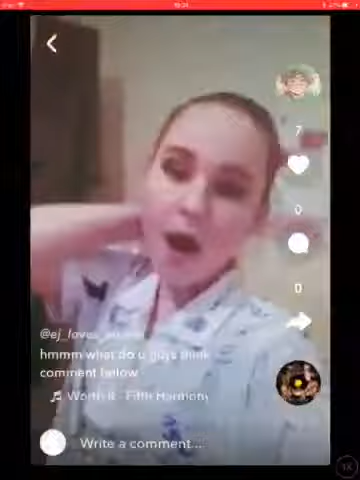 7
0
0
hmmm what do u guys think
comment below
Worth It - Fifth Harmony
Write a comment...